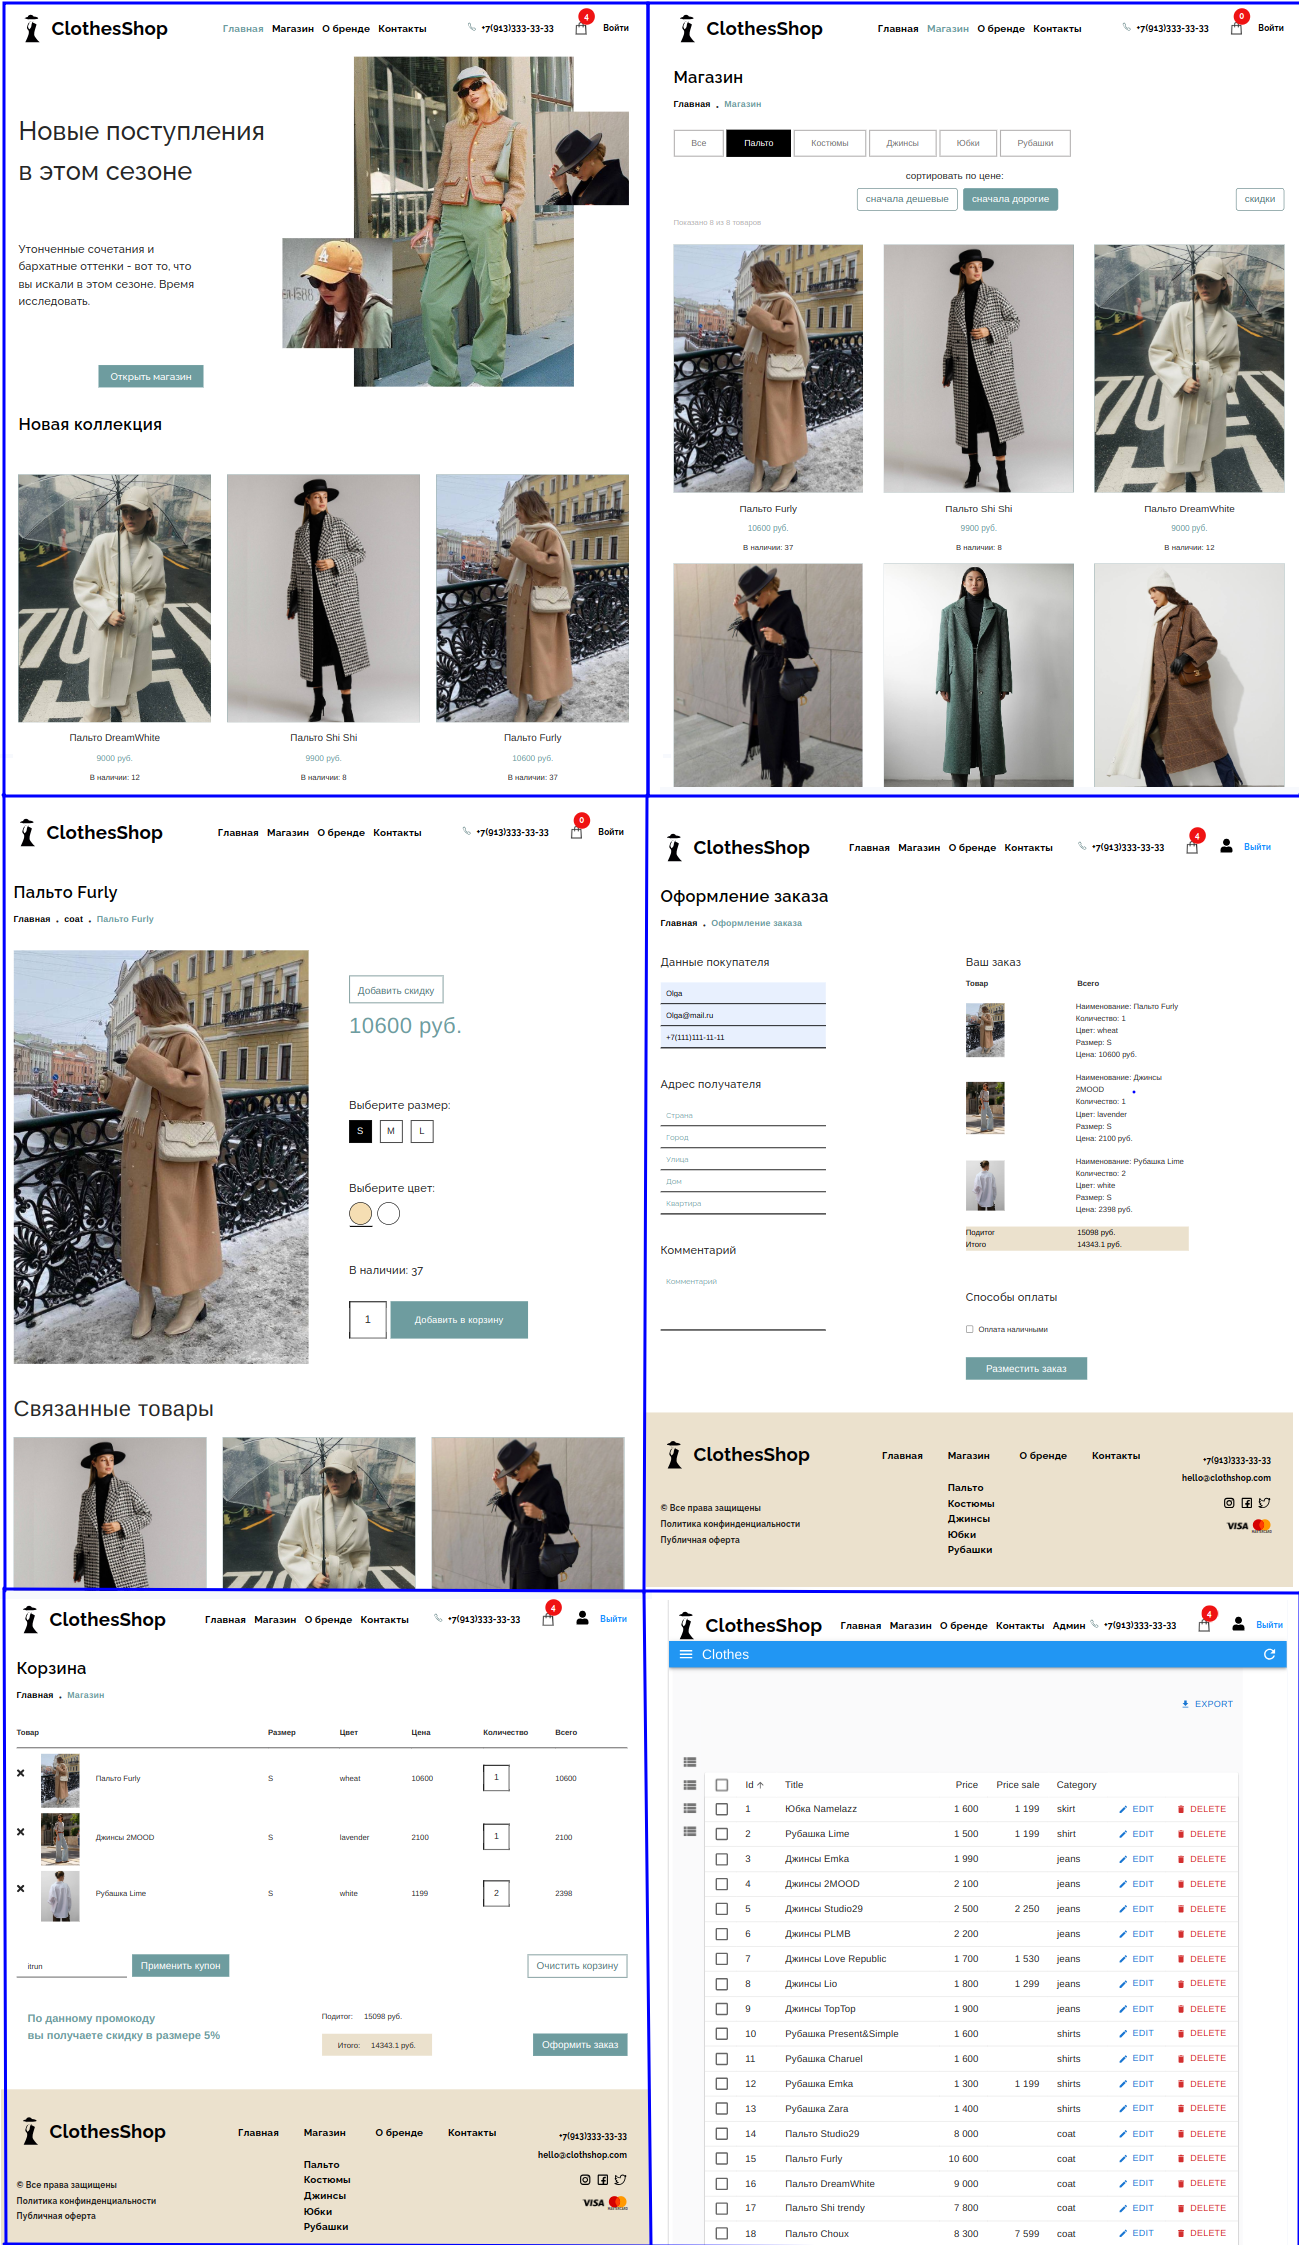 ClothesShop Главная Магазин О бренде Контакты +7(913)333-33-33 4 Войти
Новые поступления
в этом сезоне
Утонченные сочетания и
бархатные оттенки - вот то, что
вы искали в этом сезоне. Время
исследовать.
Открыть магазин
Новая коллекция
Пальто DreamWhite Пальто Shi Shi Пальто Furly
9000 руб. 9900 руб. 10600 руб.
В наличии: 12 В наличии: 8 В наличии: 37
ClothesShop Главная Магазин О бренде Контакты +7(913)333-33-33 0 Войти
Магазин
Главная . Магазин
Все Пальто Костюмы Джинсы Юбки Рубашки
сортировать по цене:
сначала дешевые сначала дорогие скидки
Показано 8 из 8 товаров
Пальто Furly Пальто Shi Shi Пальто DreamWhite
10600 руб. 9900 руб. 9000 руб.
В наличии: 37 В наличии: 8 В наличии: 12
ClothesShop Главная Магазин О бренде Контакты +7(913)333-33-33 0 Войти
Пальто Furly
Главная . coat . Пальто Furly
Добавить скидку
10600 руб.
Выберите размер:
S M L
Выберите цвет:
В наличии: 37
1 Добавить в корзину
Связанные товары
ClothesShop Главная Магазин О бренде Контакты +7(913)333-33-33 4 Выйти
Оформление заказа
Главная . Оформление заказа
Данные покупателя
Olga
Olga@mail.ru
+7(111)111-11-11
Адрес получателя
Страна
Город
Улица
Дом
Квартира
Комментарий
Комментарий
Ваш заказ
Товар Всего
Наименование: Пальто Furly
Количество: 1
Цвет: wheat
Размер: S
Цена: 10600 руб.
Наименование: Джинсы
2MOOD
Количество: 1
Цвет: lavender
Размер: S
Цена: 2100 руб.
Наименование: Рубашка Lime
Количество: 2
Цвет: white
Размер: S
Цена: 2398 руб.
Подитог 15098 руб.
Итого 14343.1 руб.
Способы оплаты
Оплата наличными
Разместить заказ
ClothesShop Главная Магазин О бренде Контакты +7(913)333-33-33
hello@clothshop.com
Пальто
Костюмы
Джинсы
Юбки
Рубашки
© Все права защищены
Политика конфинденциальности
Публичная оферта
VISA
ClothesShop Главная Магазин О бренде Контакты +7(913)333-33-33 4 Выйти
Корзина
Главная . Магазин
Товар Размер Цвет Цена Количество Всего
Пальто Furly S wheat 10600 1 10600
Джинсы 2MOOD S lavender 2100 1 2100
Рубашка Lime S white 1199 2 2398
itrun Применить купон Очистить корзину
По данному промокоду
вы получаете скидку в размере 5%
Подитог: 15098 руб.
Итого: 14343.1 руб.
Оформить заказ
ClothesShop Главная Магазин О бренде Контакты +7(913)333-33-33
hello@clothshop.com
Пальто
Костюмы
Джинсы
Юбки
Рубашки
© Все права защищены
Политика конфинденциальности
Публичная оферта
VISA
ClothesShop Главная Магазин О бренде Контакты Админ +7(913)333-33-33 4 Выйти
Clothes
EXPORT
Id Title Price Price sale Category
1 Юбка Namelazz 1 600 1 199 skirt EDIT DELETE
2 Рубашка Lime 1 500 1 199 shirt EDIT DELETE
3 Джинсы Emka 1 990 jeans EDIT DELETE
4 Джинсы 2MOOD 2 100 jeans EDIT DELETE
5 Джинсы Studio29 2 500 2 250 jeans EDIT DELETE
6 Джинсы PLMB 2 200 jeans EDIT DELETE
7 Джинсы Love Republic 1 700 1 530 jeans EDIT DELETE
8 Джинсы Lio 1 800 1 299 jeans EDIT DELETE
9 Джинсы TopTop 1 900 jeans EDIT DELETE
10 Рубашка Present&Simple 1 600 shirts EDIT DELETE
11 Рубашка Charuel 1 600 shirts EDIT DELETE
12 Рубашка Emka 1 300 1 199 shirts EDIT DELETE
13 Рубашка Zara 1 400 shirts EDIT DELETE
14 Пальто Studio29 8 000 coat EDIT DELETE
15 Пальто Furly 10 600 coat EDIT DELETE
16 Пальто DreamWhite 9 000 coat EDIT DELETE
17 Пальто Shi trendy 7 800 coat EDIT DELETE
18 Пальто Choux 8 300 7 599 coat EDIT DELETE